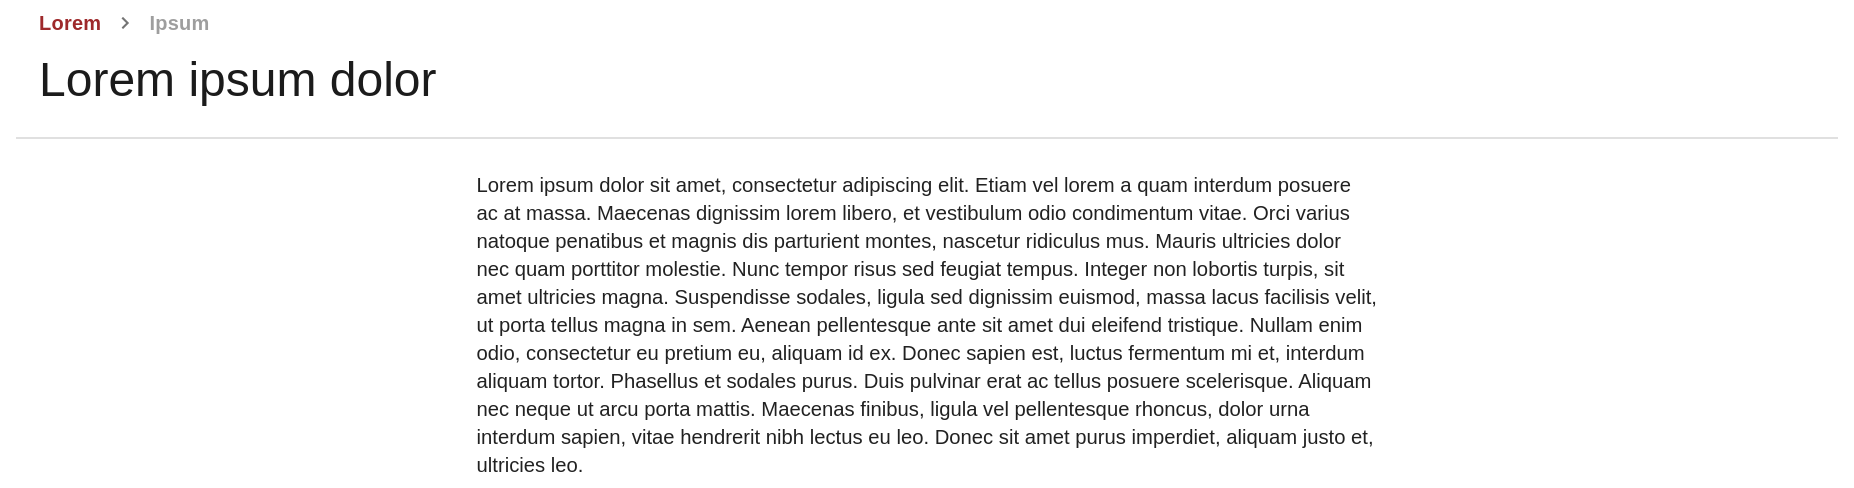 Lorem > Ipsum
Lorem ipsum dolor
Lorem ipsum dolor sit amet, consectetur adipiscing elit. Etiam vel lorem a quam interdum posuere
ac at massa. Maecenas dignissim lorem libero, et vestibulum odio condimentum vitae. Orci varius
natoque penatibus et magnis dis parturient montes, nascetur ridiculus mus. Mauris ultricies dolor
nec quam porttitor molestie. Nunc tempor risus sed feugiat tempus. Integer non lobortis turpis, sit
amet ultricies magna. Suspendisse sodales, ligula sed dignissim euismod, massa lacus facilisis velit,
ut porta tellus magna in sem. Aenean pellentesque ante sit amet dui eleifend tristique. Nullam enim
odio, consectetur eu pretium eu, aliquam id ex. Donec sapien est, luctus fermentum mi et, interdum
aliquam tortor. Phasellus et sodales purus. Duis pulvinar erat ac tellus posuere scelerisque. Aliquam
nec neque ut arcu porta mattis. Maecenas finibus, ligula vel pellentesque rhoncus, dolor urna
interdum sapien, vitae hendrerit nibh lectus eu leo. Donec sit amet purus imperdiet, aliquam justo et,
ultricies leo.